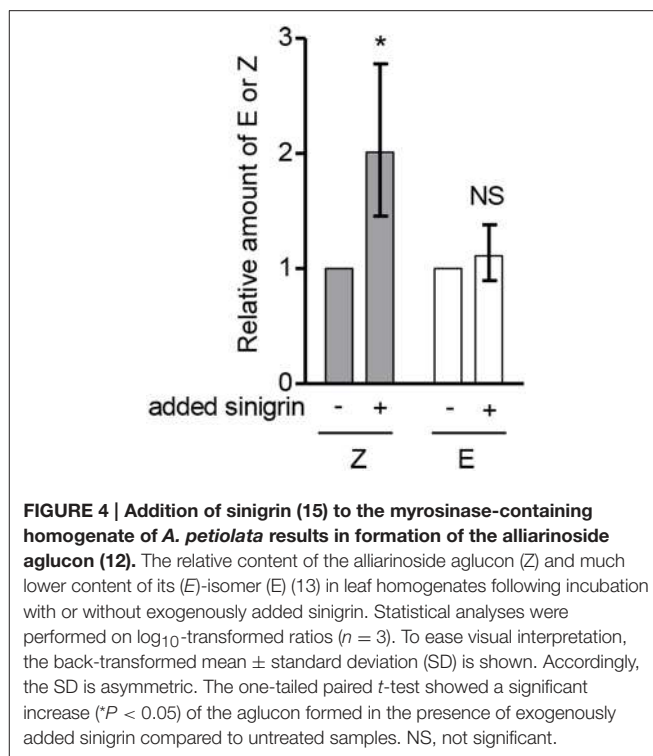 Relative amount of E or Z
3
2
1
0
*
NS
added sinigrin - + - +
Z E
FIGURE 4 | Addition of sinigrin (15) to the myrosinase-containing
homogenate of A. petiolata results in formation of the alliarinoside
aglucon (12). The relative content of the alliarinoside aglucon (Z) and much
lower content of its (E)-isomer (E) (13) in leaf homogenates following incubation
with or without exogenously added sinigrin. Statistical analyses were
performed on log₁₀-transformed ratios (n = 3). To ease visual interpretation,
the back-transformed mean ± standard deviation (SD) is shown. Accordingly,
the SD is asymmetric. The one-tailed paired t-test showed a significant
increase (*P < 0.05) of the aglucon formed in the presence of exogenously
added sinigrin compared to untreated samples. NS, not significant.